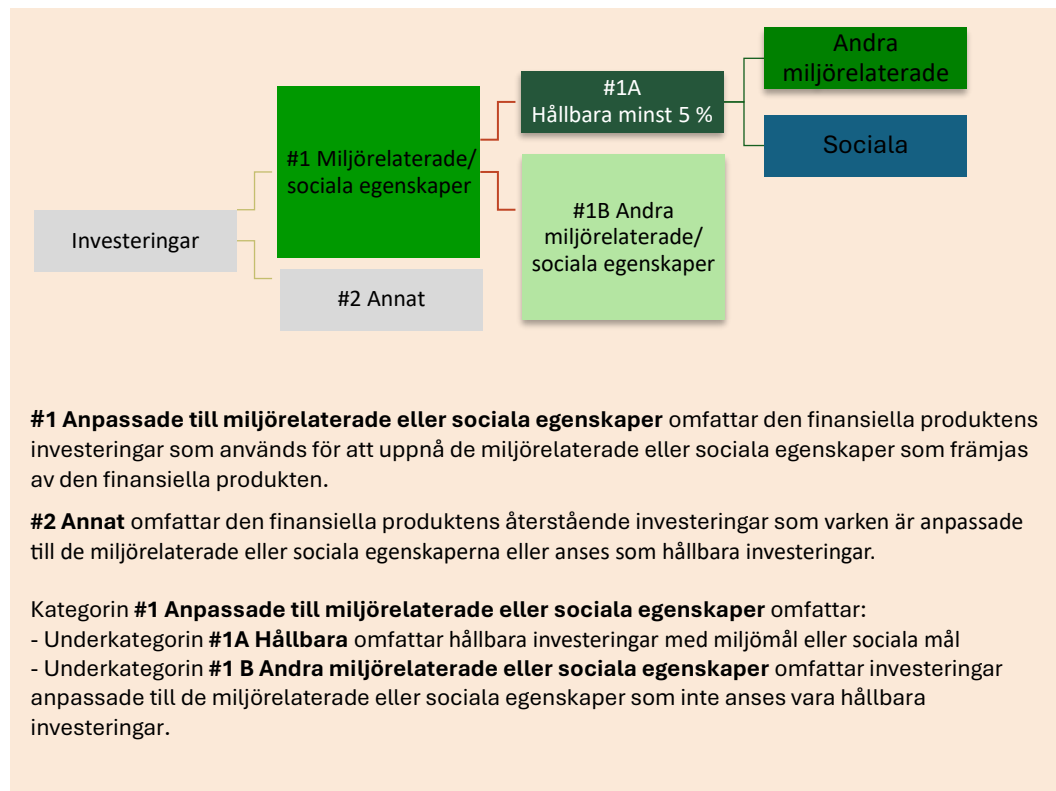 Andra
miljörelaterade
#1A
Hållbara minst 5 %
#1 Miljörelaterade/
sociala egenskaper
Sociala
#1B Andra
miljörelaterade/
sociala egenskaper
Investeringar
#2 Annat
#1 Anpassade till miljörelaterade eller sociala egenskaper omfattar den finansiella produktens
investeringar som används för att uppnå de miljörelaterade eller sociala egenskaper som främjas
av den finansiella produkten.
#2 Annat omfattar den finansiella produktens återstående investeringar som varken är anpassade
till de miljörelaterade eller sociala egenskaperna eller anses som hållbara investeringar.
Kategorin #1 Anpassade till miljörelaterade eller sociala egenskaper omfattar:
- Underkategorin #1A Hållbara omfattar hållbara investeringar med miljömål eller sociala mål
- Underkategorin #1 B Andra miljörelaterade eller sociala egenskaper omfattar investeringar
anpassade till de miljörelaterade eller sociala egenskaper som inte anses vara hållbara
investeringar.